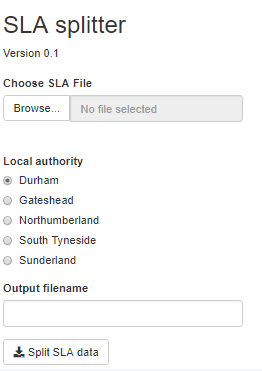 SLA splitter
Version 0.1
Choose SLA File
Browse... No file selected
Local authority
Durham
Gateshead
Northumberland
South Tyneside
Sunderland
Output filename
Split SLA data